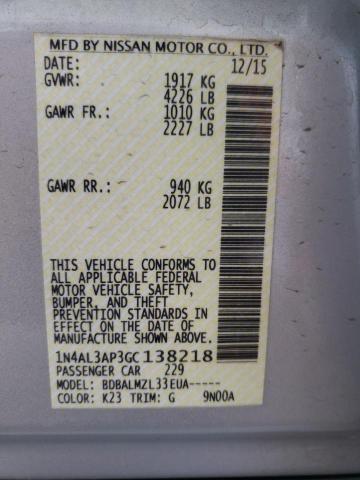 MFD BY NISSAN MOTOR CO., LTD.
DATE: 12/15
GVWR: 1917 KG
4226 LB
GAWR FR.: 1010 KG
2227 LB
GAWR RR.: 940 KG
2072 LB
THIS VEHICLE CONFORMS TO
ALL APPLICABLE FEDERAL
MOTOR VEHICLE SAFETY,
BUMPER, AND THEFT
PREVENTION STANDARDS IN
EFFECT ON THE DATE OF
MANUFACTURE SHOWN ABOVE.
1N4AL3AP3GC138218
PASSENGER CAR 229
MODEL: BDBALMZL33EUA-----
COLOR: K23 TRIM: G 9N00A